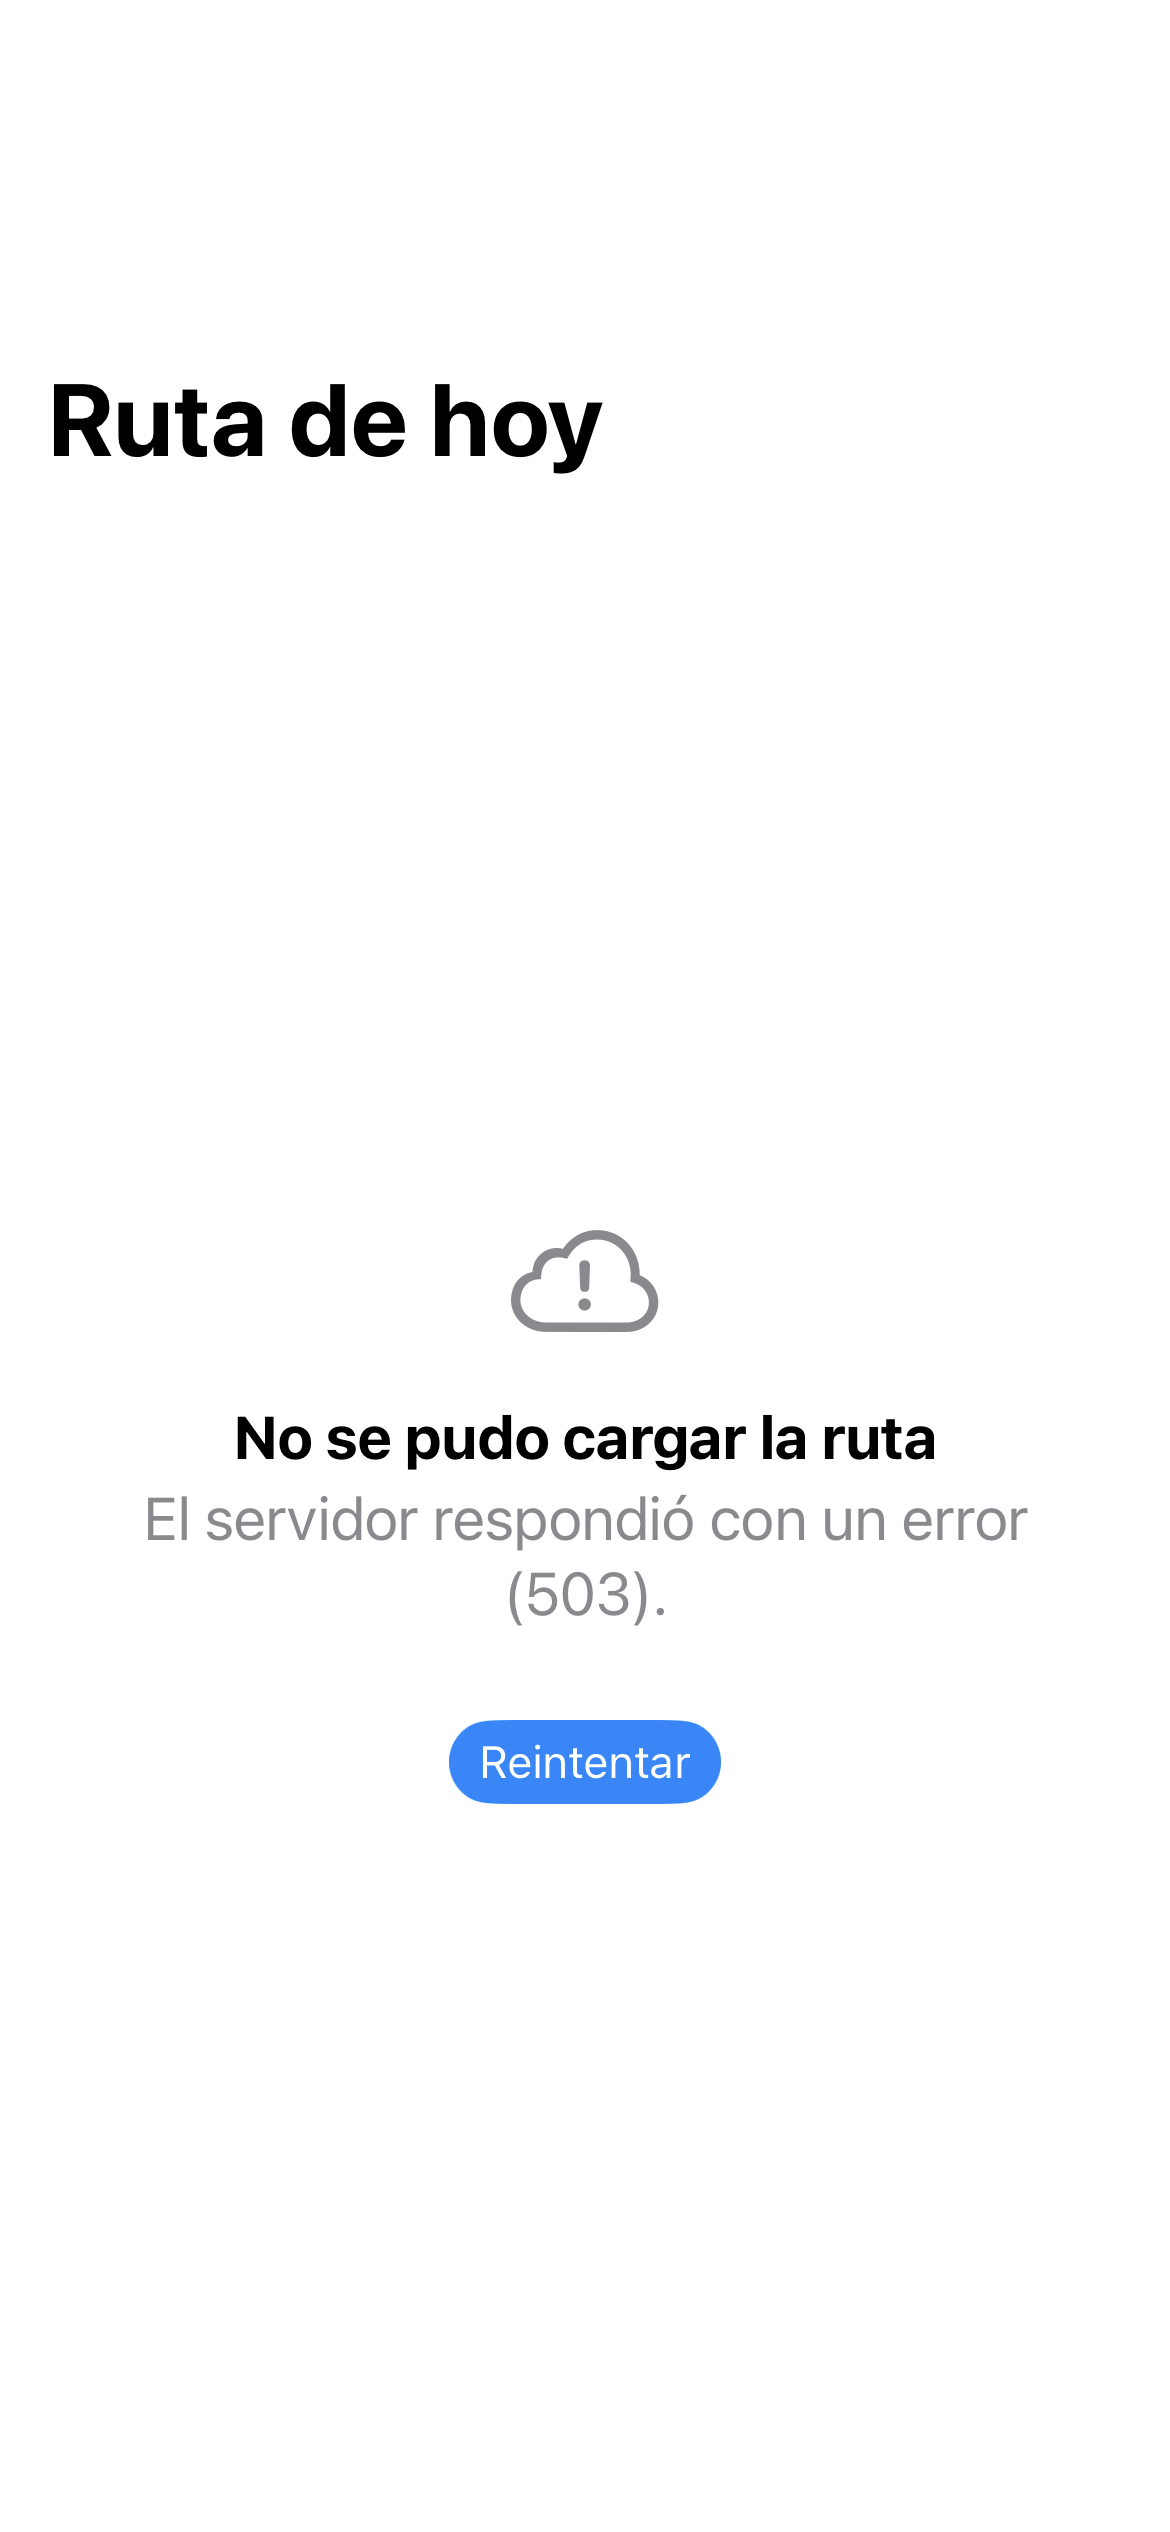 Ruta de hoy
No se pudo cargar la ruta
El servidor respondió con un error
(503).
Reintentar